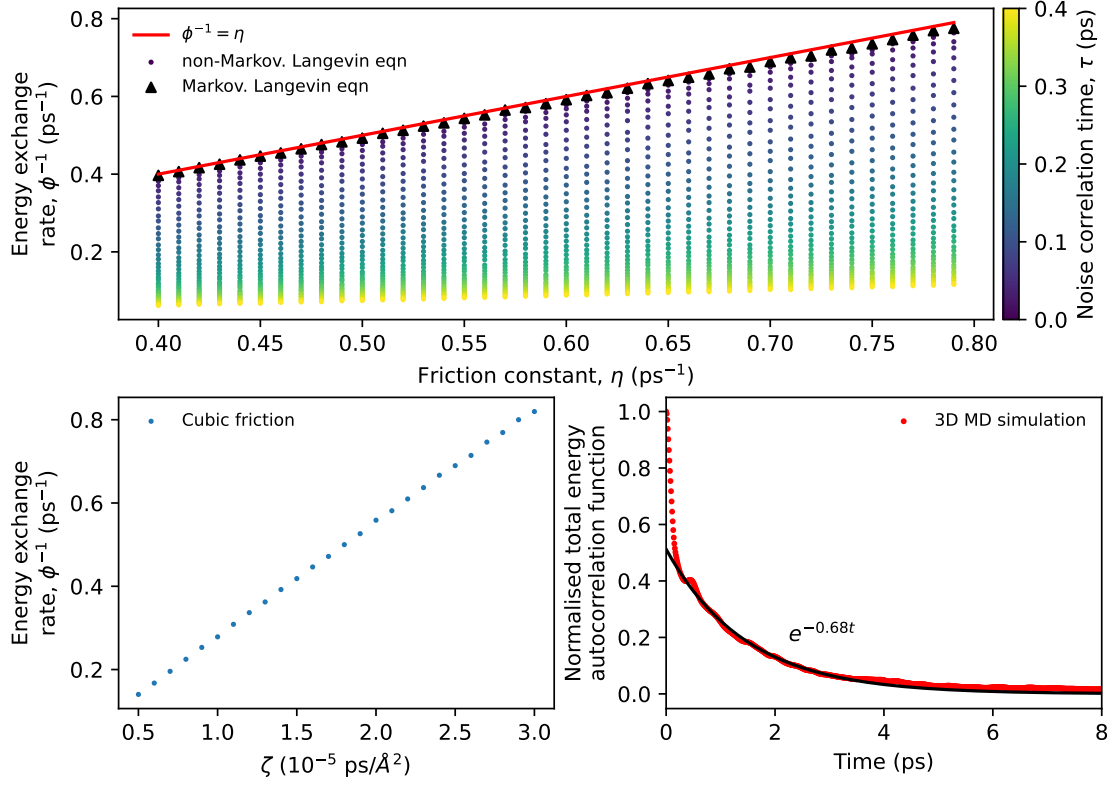 0.8
0.6
0.4
0.2
Energy exchange
rate, ϕ⁻¹ (ps⁻¹)
ϕ⁻¹ = η
non-Markov. Langevin eqn
Markov. Langevin eqn
0.40 0.45 0.50 0.55 0.60 0.65 0.70 0.75 0.80
Friction constant, η (ps⁻¹)
0.4
0.3
0.2
0.1
0.0
Noise correlation time, τ (ps)
0.8
0.6
0.4
0.2
Energy exchange
rate, ϕ⁻¹ (ps⁻¹)
Cubic friction
0.5 1.0 1.5 2.0 2.5 3.0
ζ (10⁻⁵ ps/Å²)
1.0
0.8
0.6
0.4
0.2
0.0
Normalised total energy
autocorrelation function
3D MD simulation
e⁻⁰·⁶⁸ᵗ
0 2 4 6 8
Time (ps)